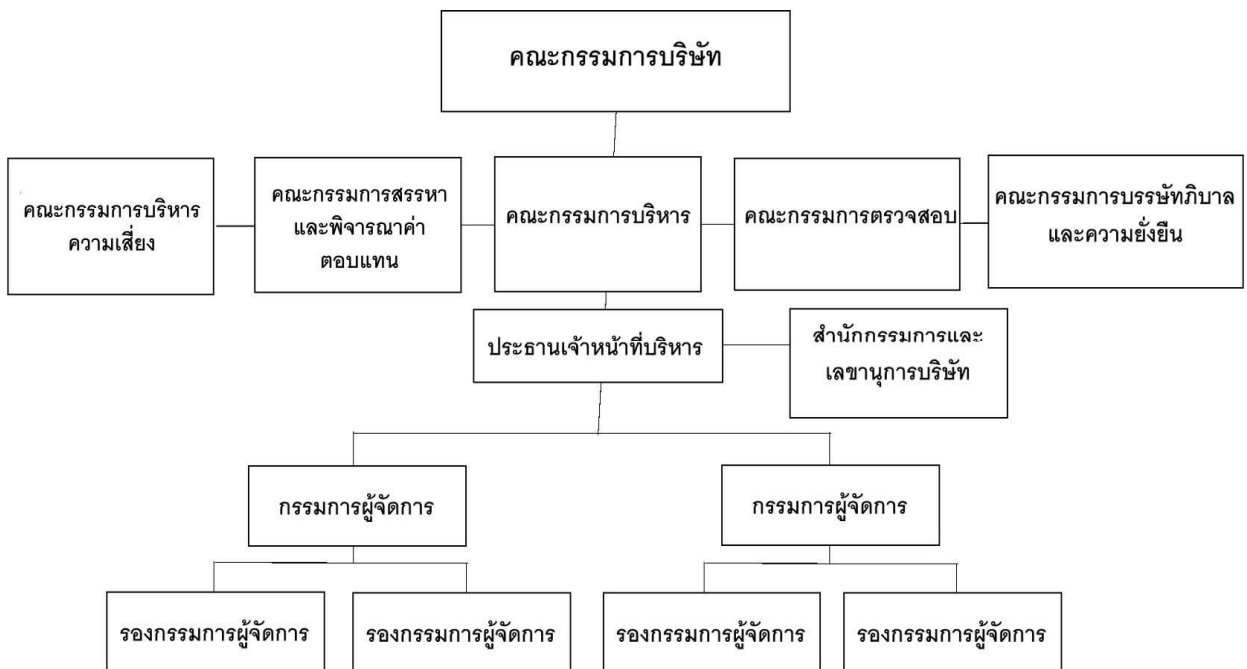 คณะกรรมการบริษัท
คณะกรรมการบริหาร
ความเสี่ยง
คณะกรรมการสรรหา
และพิจารณาค่า
ตอบแทน
คณะกรรมการบริหาร
คณะกรรมการตรวจสอบ
คณะกรรมการบรรษัทภิบาล
และความยั่งยืน
ประธานเจ้าหน้าที่บริหาร
สำนักกรรมการและ
เลขานุการบริษัท
กรรมการผู้จัดการ
กรรมการผู้จัดการ
รองกรรมการผู้จัดการ
รองกรรมการผู้จัดการ
รองกรรมการผู้จัดการ
รองกรรมการผู้จัดการ